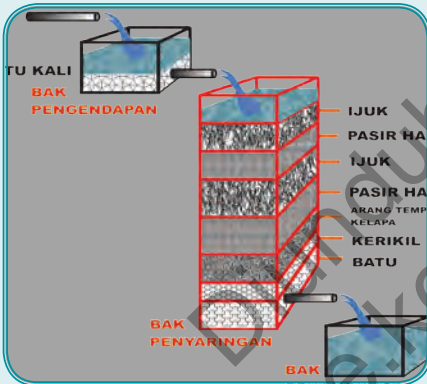 TU KALI
BAK
PENGENDAPAN
IJUK
PASIR HA
IJUK
PASIR HA
ARANG TEMP
KELAPA
KERIKIL
BATU
BAK
PENYARINGAN
BAK